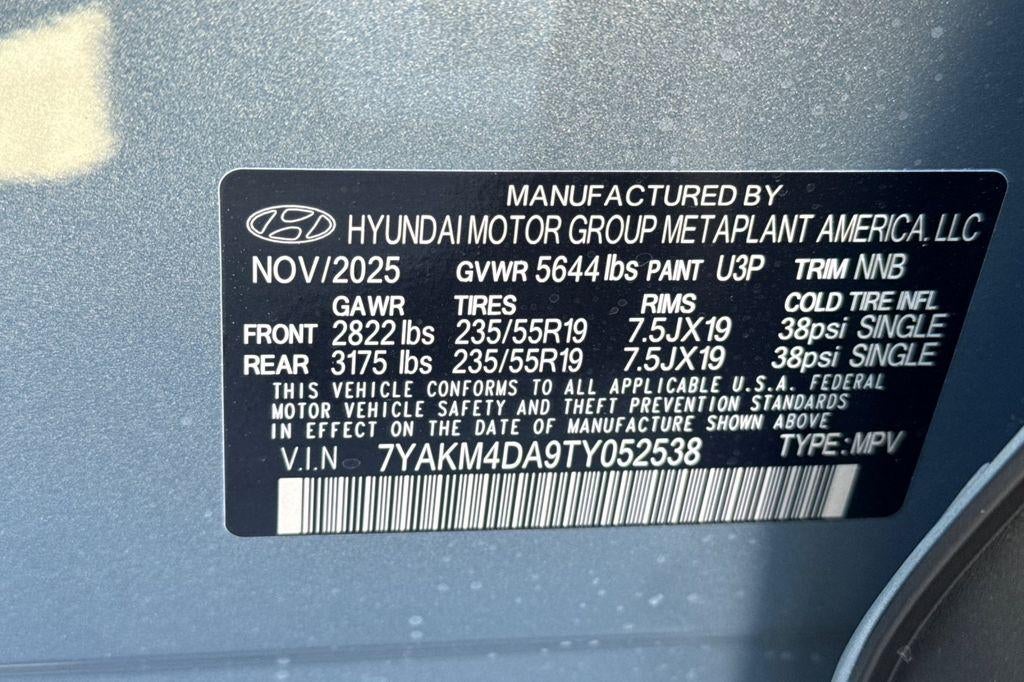 MANUFACTURED BY
HYUNDAI MOTOR GROUP METAPLANT AMERICA, LLC
NOV/2025 GVWR 5644 lbs PAINT U3P TRIM NNB
GAWR TIRES RIMS COLD TIRE INFL
FRONT 2822 lbs 235/55R19 7.5JX19 38psi SINGLE
REAR 3175 lbs 235/55R19 7.5JX19 38psi SINGLE
THIS VEHICLE CONFORMS TO ALL APPLICABLE U.S.A. FEDERAL
MOTOR VEHICLE SAFETY AND THEFT PREVENTION STANDARDS
IN EFFECT ON THE DATE OF MANUFACTURE SHOWN ABOVE
V.I.N 7YAKM4DA9TY052538 TYPE:MPV